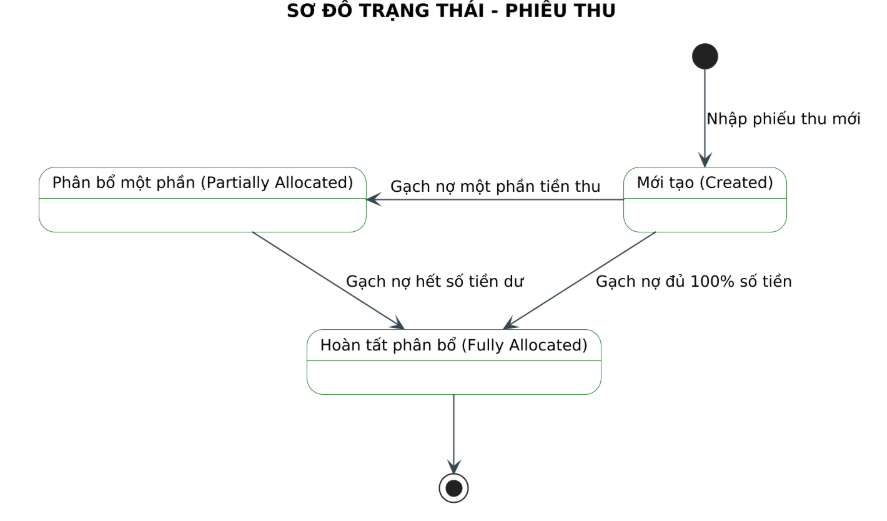 SƠ ĐỒ TRẠNG THÁI - PHIẾU THU
Nhập phiếu thu mới
Phân bổ một phần (Partially Allocated)
Gạch nợ một phần tiền thu
Mới tạo (Created)
Gạch nợ hết số tiền dư
Gạch nợ đủ 100% số tiền
Hoàn tất phân bổ (Fully Allocated)